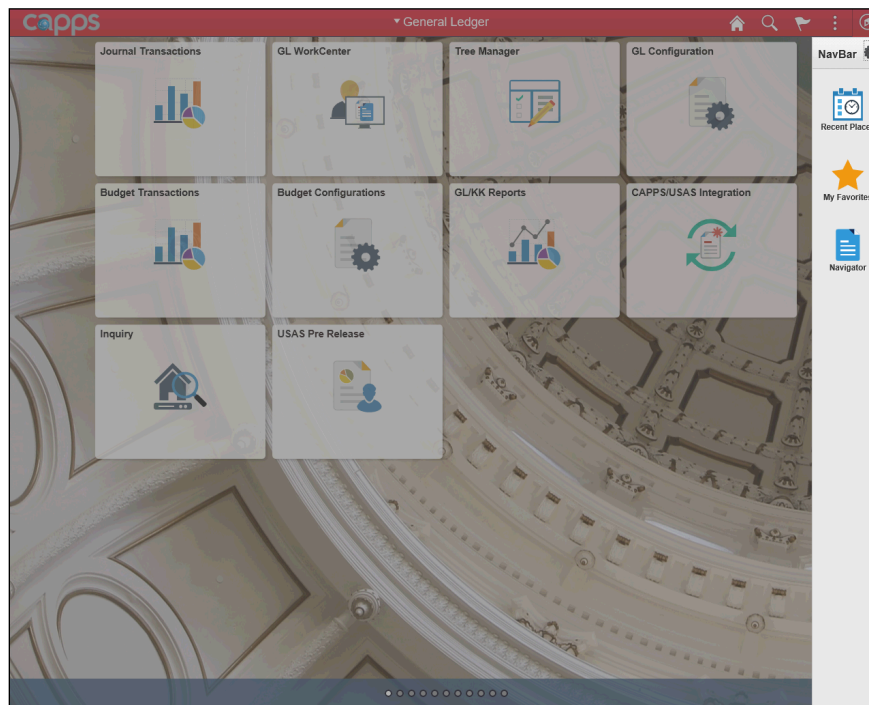 capps
General Ledger
NavBar
Journal Transactions
GL WorkCenter
Tree Manager
GL Configuration
Recent Place
My Favorites
Budget Transactions
Budget Configurations
GL/KK Reports
CAPPS/USAS Integration
Navigator
Inquiry
USAS Pre Release